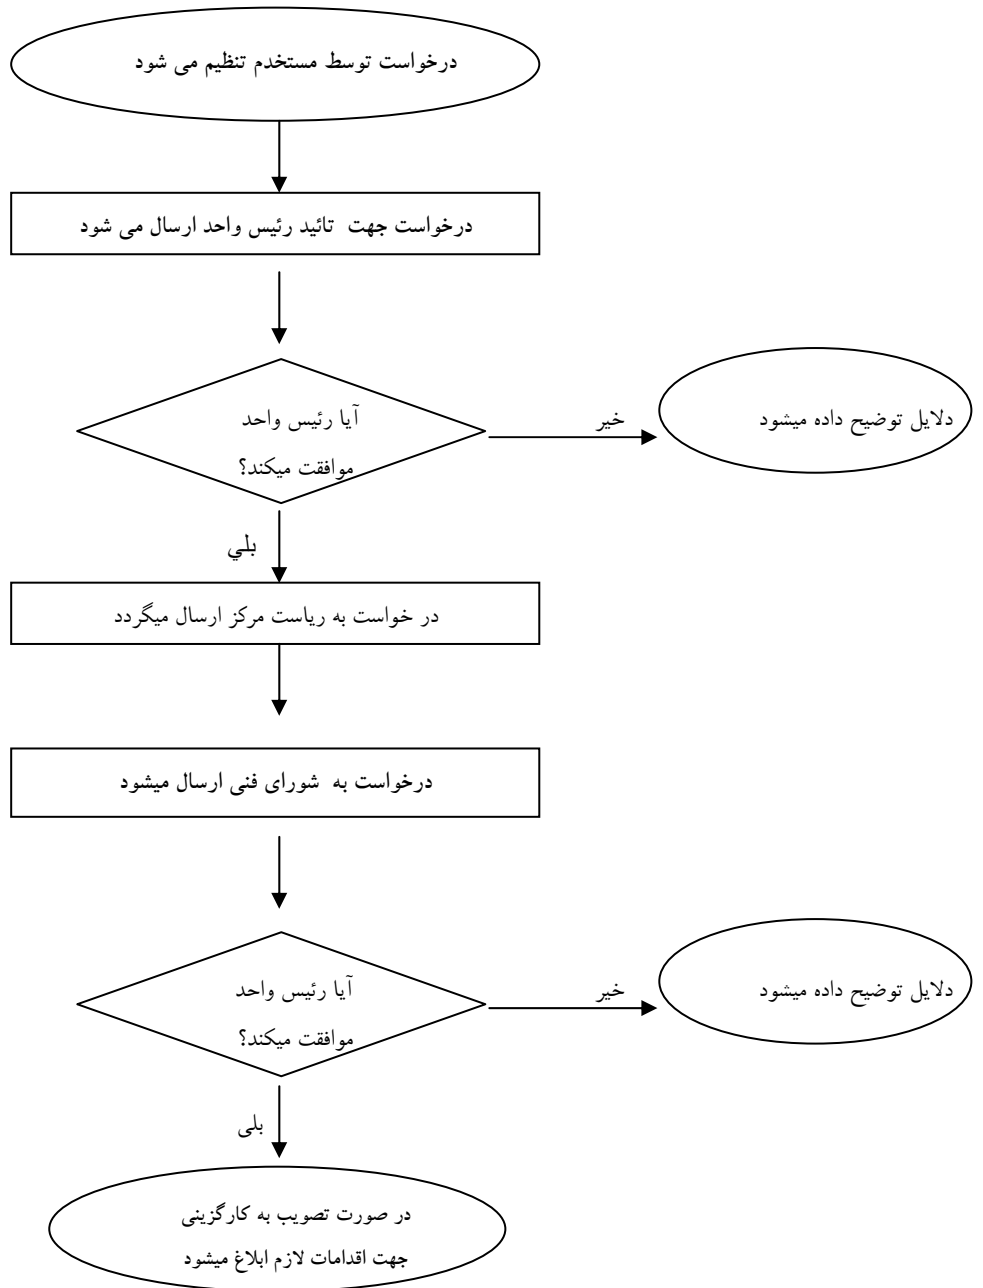 درخواست توسط مستخدم تنظیم می شود
درخواست جهت تائید رئیس واحد ارسال می شود
آیا رئیس واحد
موافقت میکند؟
خیر
دلایل توضیح داده میشود
بلي
در خواست به ریاست مرکز ارسال میگردد
درخواست به شورای فنی ارسال میشود
آیا رئیس واحد
موافقت میکند؟
خیر
دلایل توضیح داده میشود
بلی
در صورت تصویب به کارگزینی
جهت اقدامات لازم ابلاغ میشود